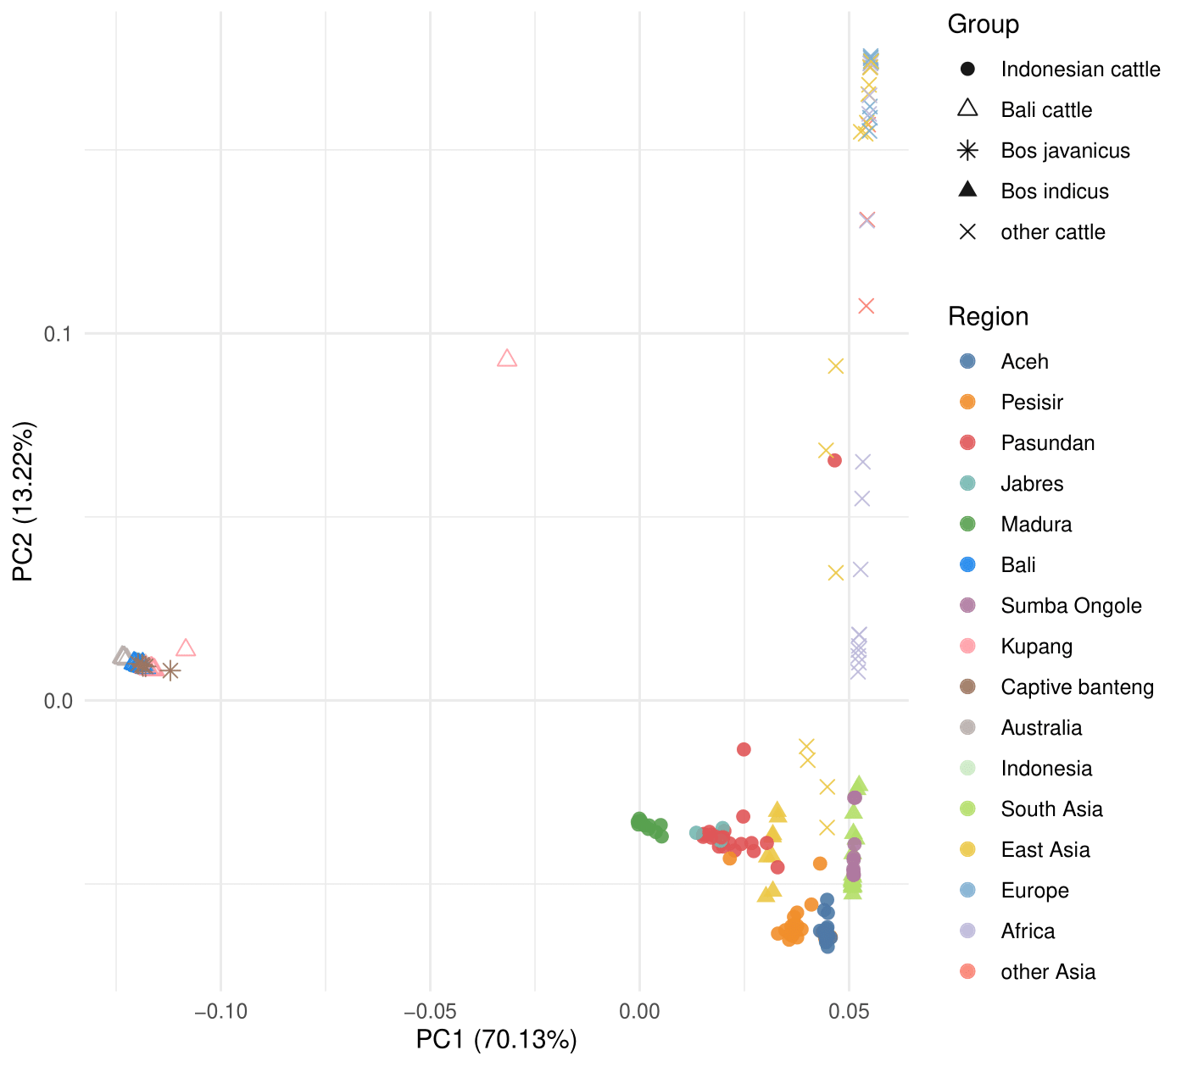 Group
Indonesian cattle
Bali cattle
Bos javanicus
Bos indicus
other cattle
Region
Aceh
Pesisir
Pasundan
Jabres
Madura
Bali
Sumba Ongole
Kupang
Captive banteng
Australia
Indonesia
South Asia
East Asia
Europe
Africa
other Asia
PC2 (13.22%)
0.1
0.0
−0.10
−0.05
0.00
0.05
PC1 (70.13%)